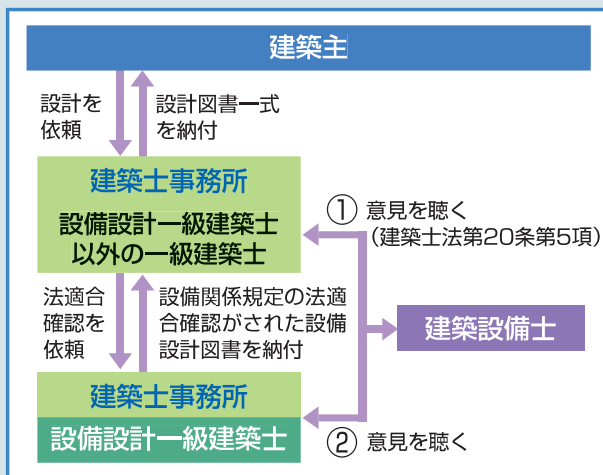 建築主
設計を
依頼
設計図書一式
を納付
建築士事務所
設備設計一級建築士
以外の一級建築士
① 意見を聴く
(建築士法第20条第5項)
法適合
確認を
依頼
設備関係規定の法適
合確認がされた設備
設計図書を納付
建築設備士
建築士事務所
設備設計一級建築士
② 意見を聴く